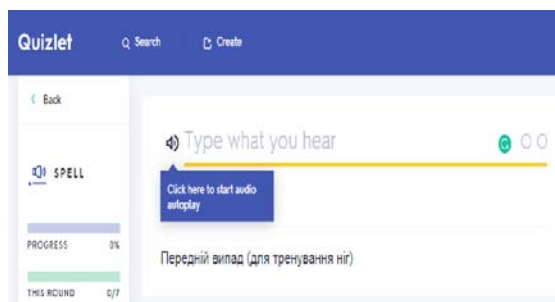 Quizlet Search Create
Back
Type what you hear
SPELL
Click here to start audio
autoplay
PROGRESS 0%
Передній випад (для тренування ніг)
THIS ROUND 0/7